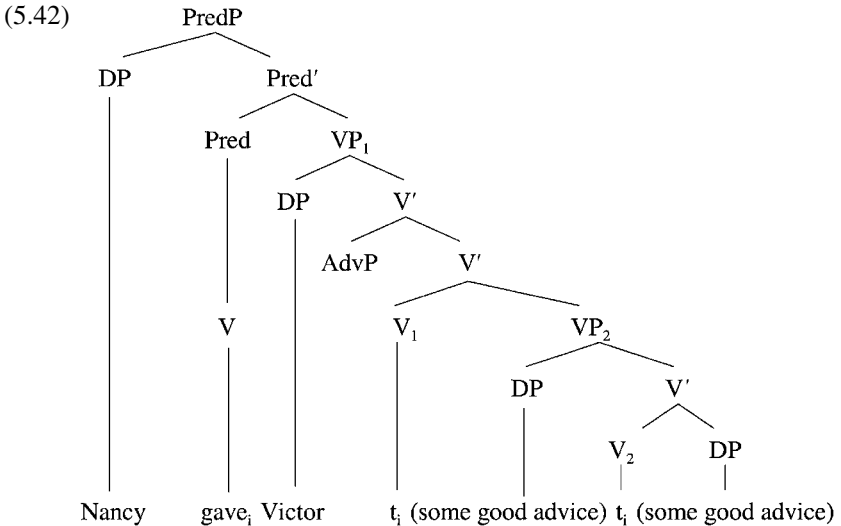 (5.42) PredP
DP Pred′
Pred VP₁
DP V′
AdvP V′
V V₁ VP₂
DP V′
V₂ DP
Nancy gaveᵢ Victor tᵢ (some good advice) tᵢ (some good advice)